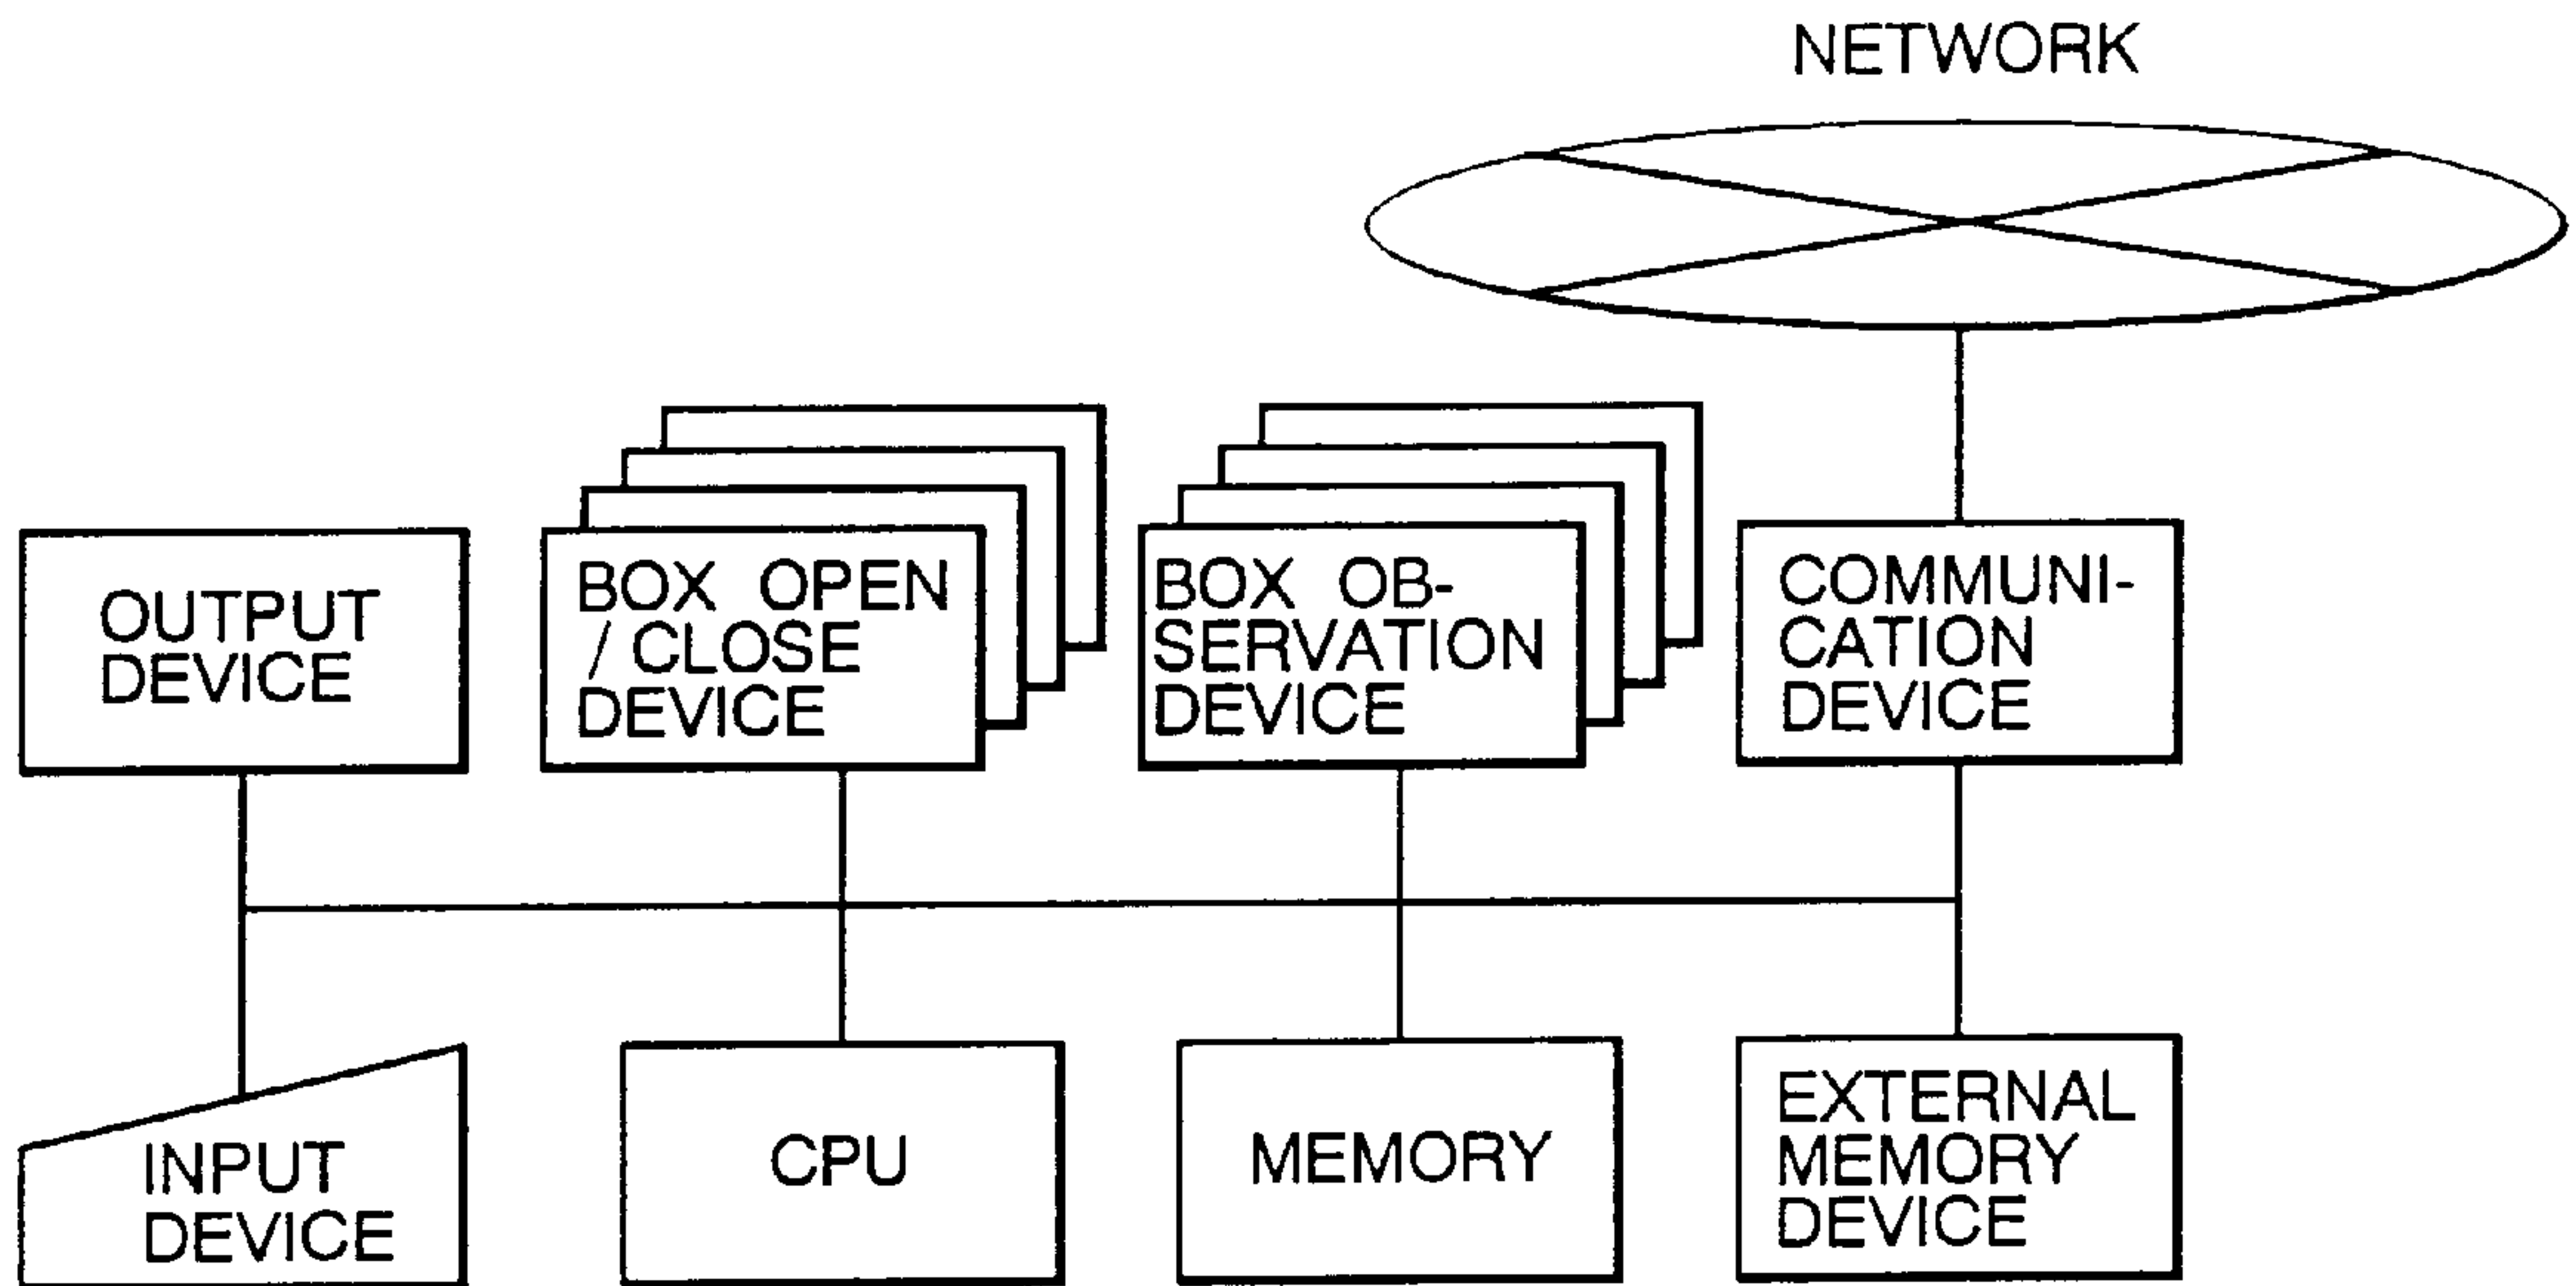 NETWORK
OUTPUT
DEVICE
BOX OPEN
/ CLOSE
DEVICE
BOX OB-
SERVATION
DEVICE
COMMUNI-
CATION
DEVICE
INPUT
DEVICE
CPU
MEMORY
EXTERNAL
MEMORY
DEVICE